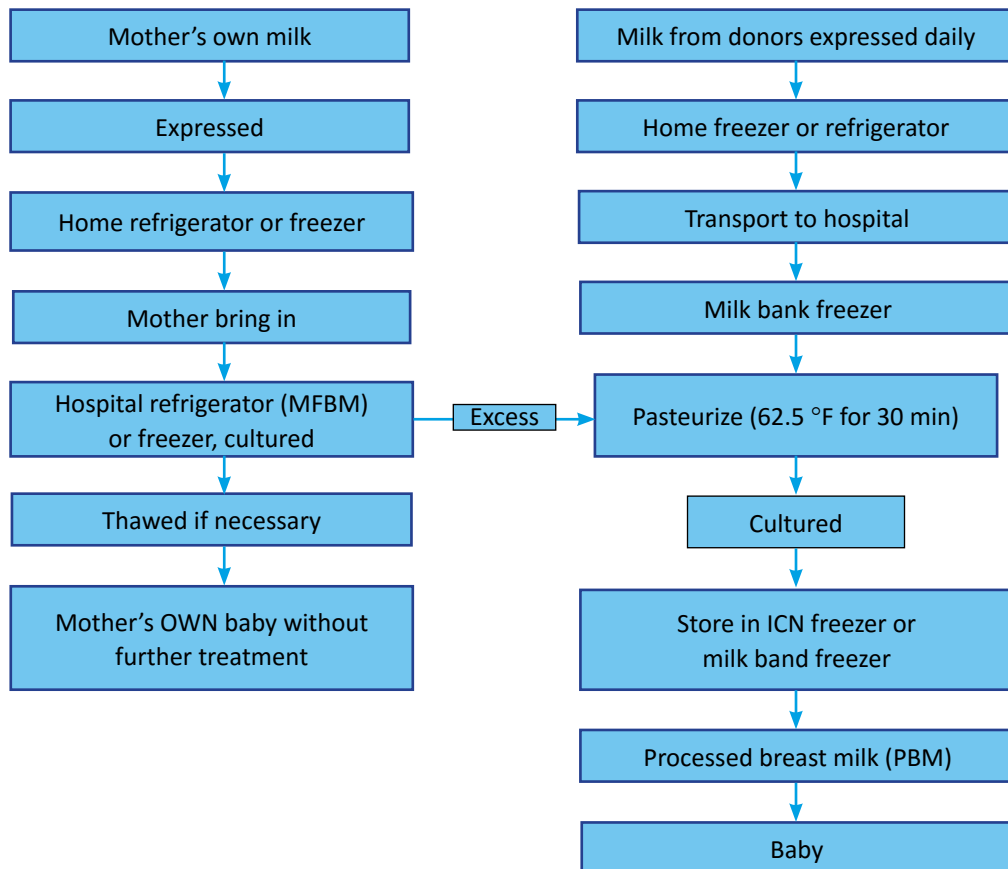 Mother’s own milk
Expressed
Home refrigerator or freezer
Mother bring in
Hospital refrigerator (MFBM)
or freezer, cultured
Excess
Thawed if necessary
Mother’s OWN baby without
further treatment
Milk from donors expressed daily
Home freezer or refrigerator
Transport to hospital
Milk bank freezer
Pasteurize (62.5 °F for 30 min)
Cultured
Store in ICN freezer or
milk band freezer
Processed breast milk (PBM)
Baby